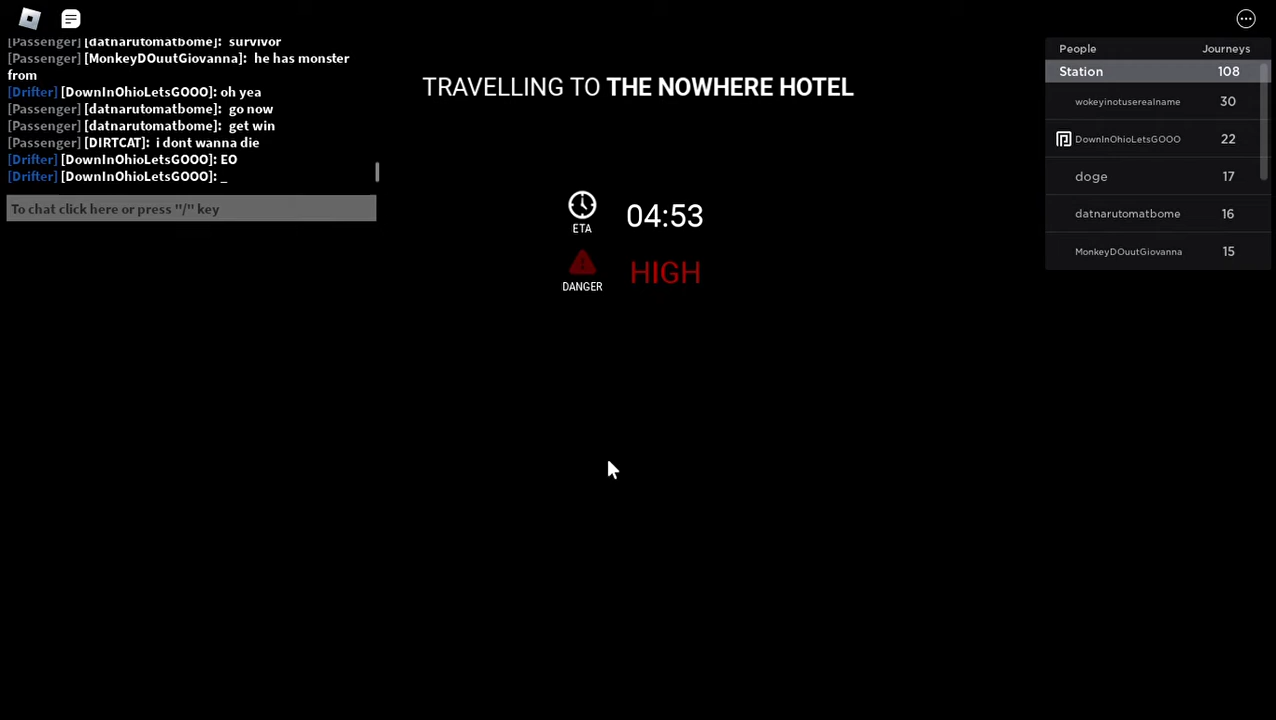 [Passenger] [datnarutomatbome]: survivor
[Passenger] [MonkeyDOuutGiovanna]: he has monster
from
[Drifter] [DownInOhioLetsGOOO]: oh yea
[Passenger] [datnarutomatbome]: go now
[Passenger] [datnarutomatbome]: get win
[Passenger] [DIRTCAT]: i dont wanna die
[Drifter] [DownInOhioLetsGOOO]: EO
[Drifter] [DownInOhioLetsGOOO]: _
To chat click here or press "/" key
TRAVELLING TO THE NOWHERE HOTEL
ETA 04:53
DANGER HIGH
People Journeys
Station 108
wokeyinotuserealname 30
DownInOhioLetsGOOO 22
doge 17
datnarutomatbome 16
MonkeyDOuutGiovanna 15